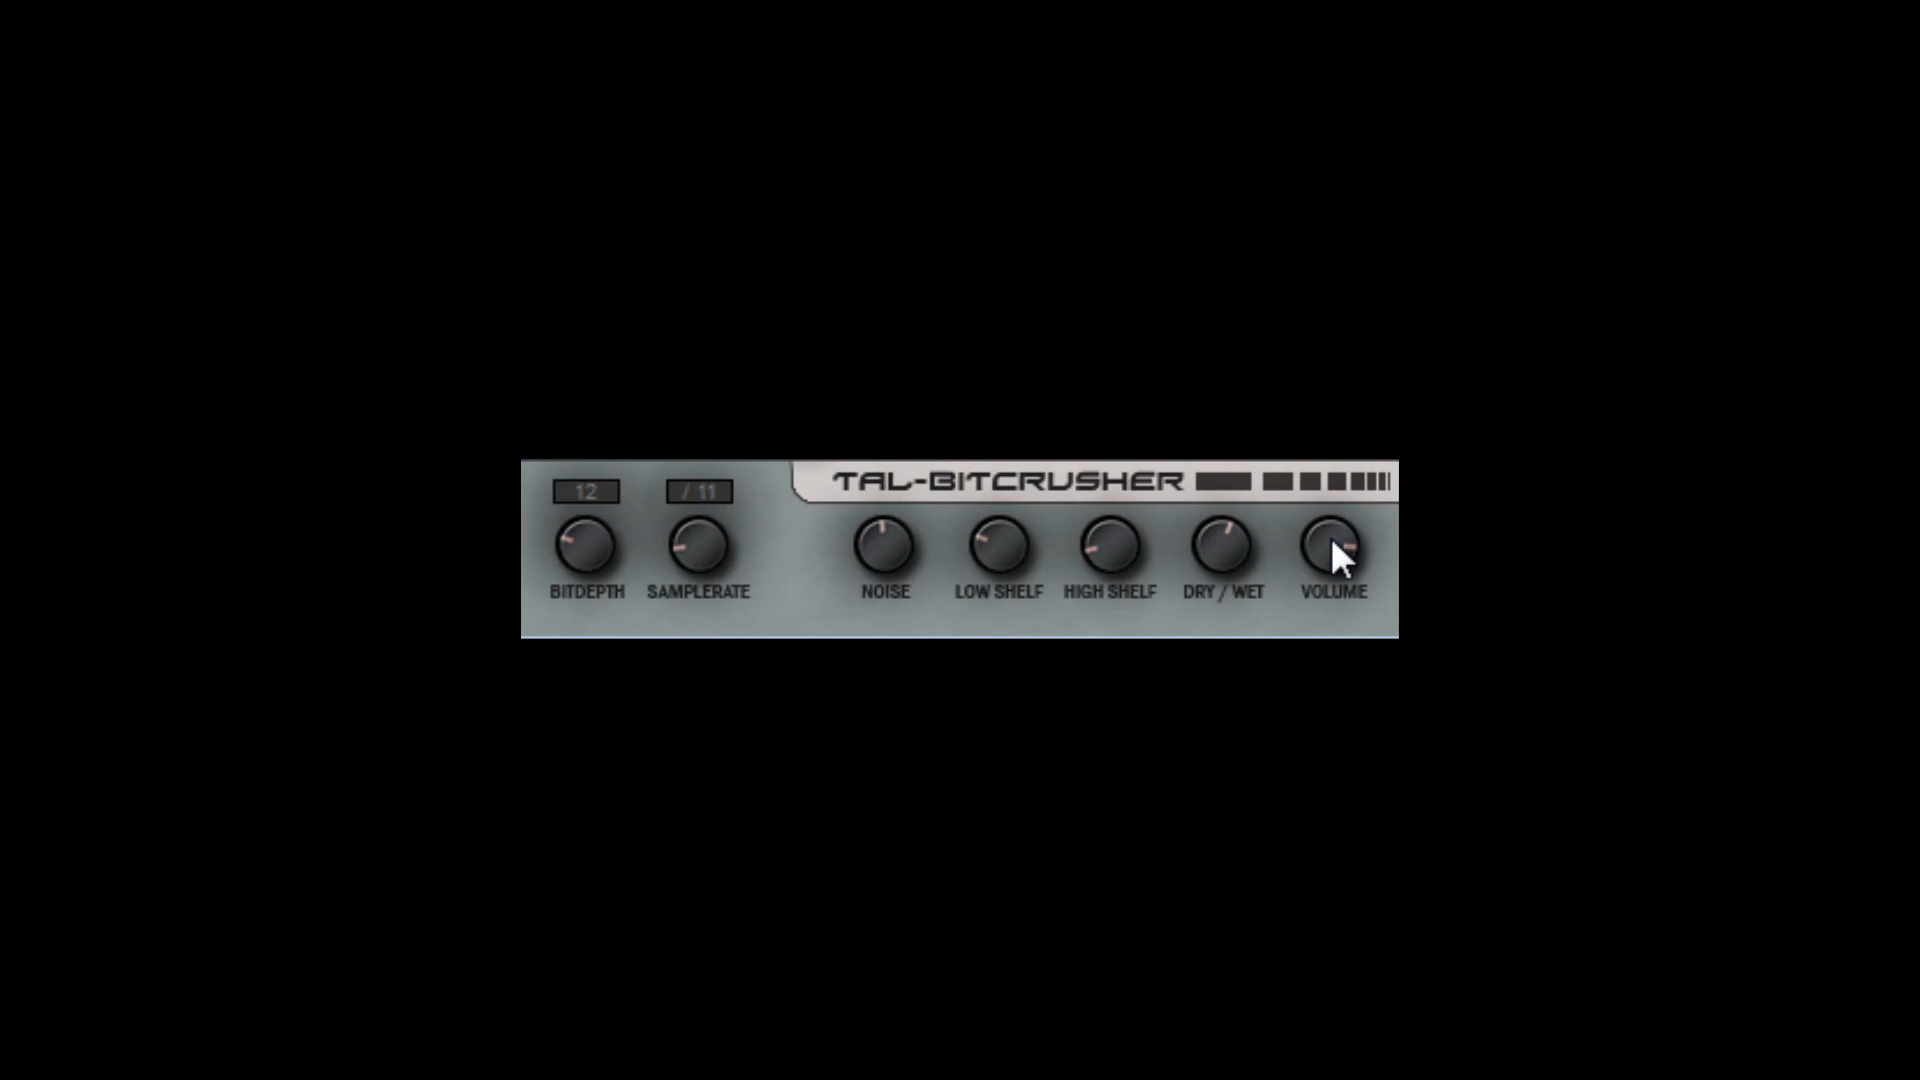 TAL-BITCRUSHER
12
/ 11
BITDEPTH SAMPLERATE NOISE LOW SHELF HIGH SHELF DRY / WET VOLUME